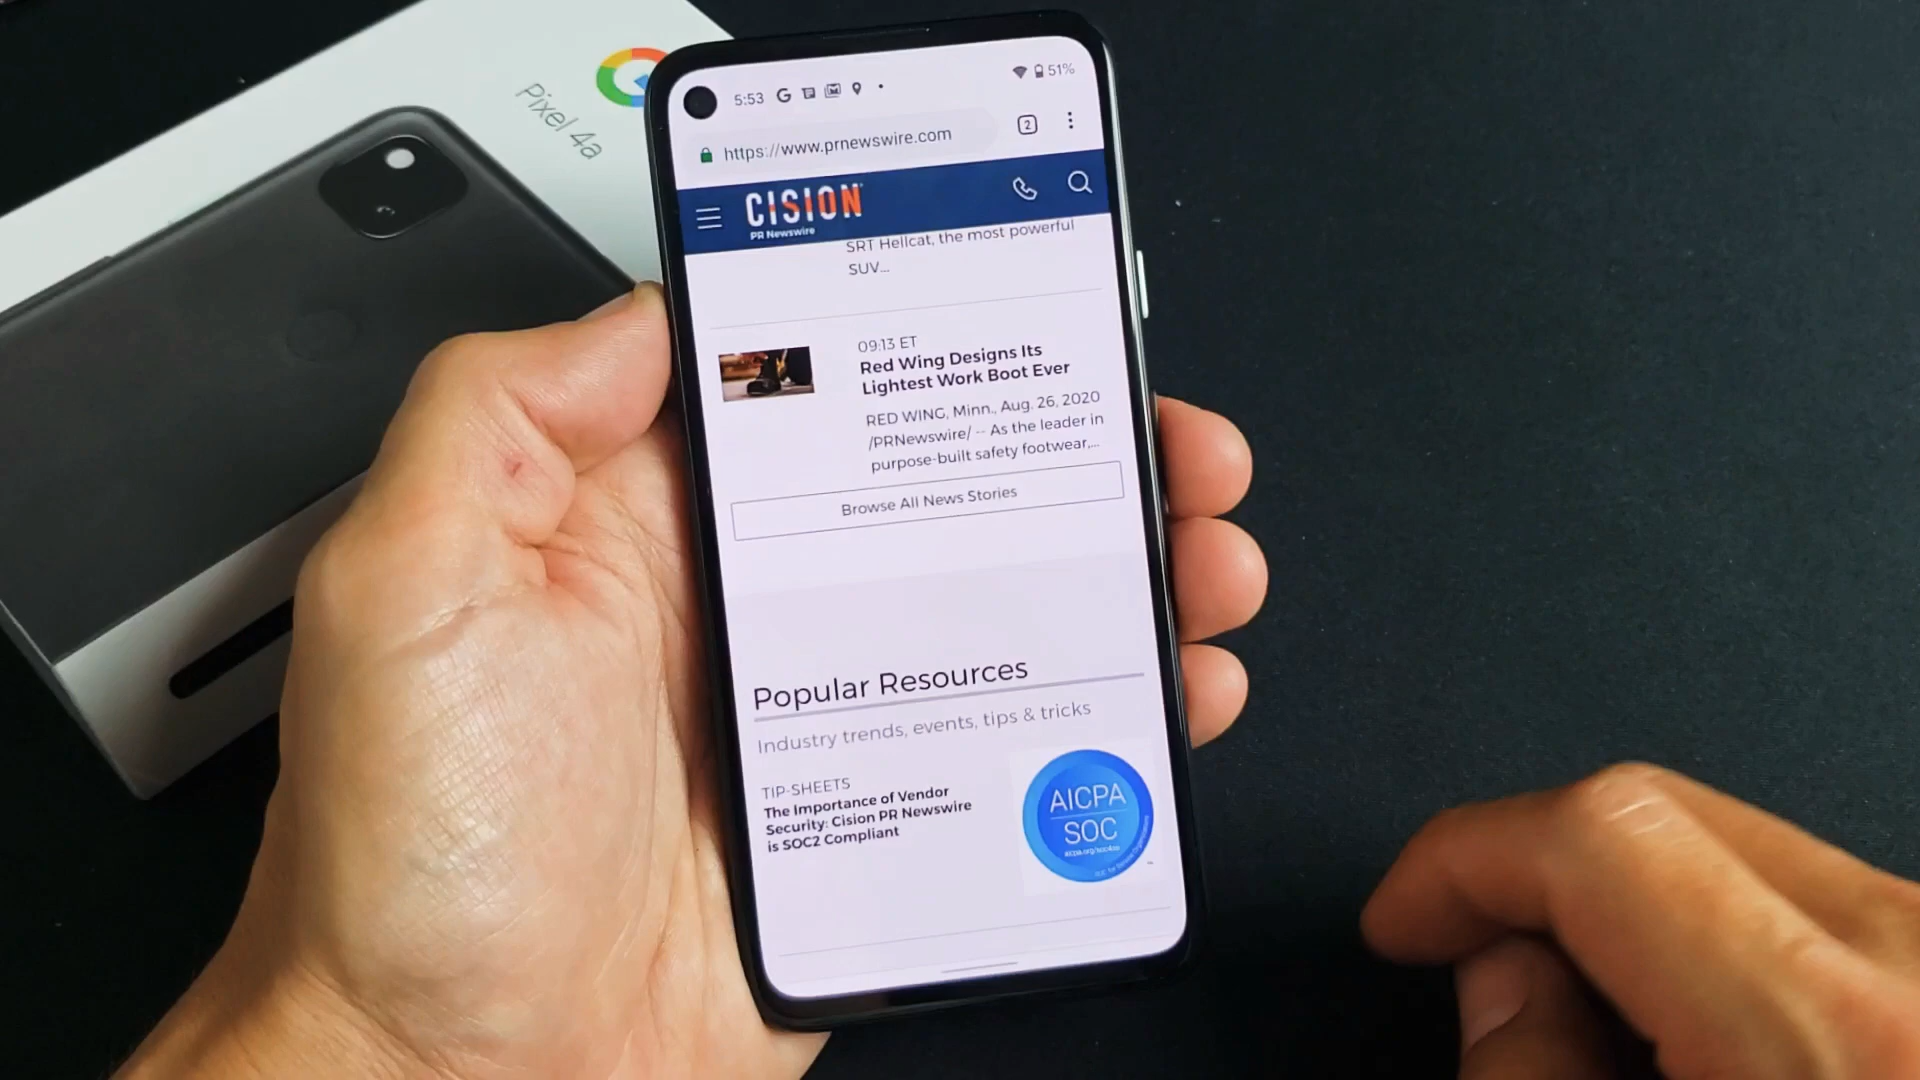 Pixel 4a
5:53
51%
https://www.prnewswire.com
2
CISION
PR Newswire
SRT Hellcat, the most powerful
SUV...
09:13 ET
Red Wing Designs Its
Lightest Work Boot Ever
RED WING, Minn., Aug. 26, 2020
/PRNewswire/ -- As the leader in
purpose-built safety footwear,...
Browse All News Stories
Popular Resources
Industry trends, events, tips & tricks
TIP-SHEETS
The Importance of Vendor
Security: Cision PR Newswire
is SOC2 Compliant
AICPA
SOC